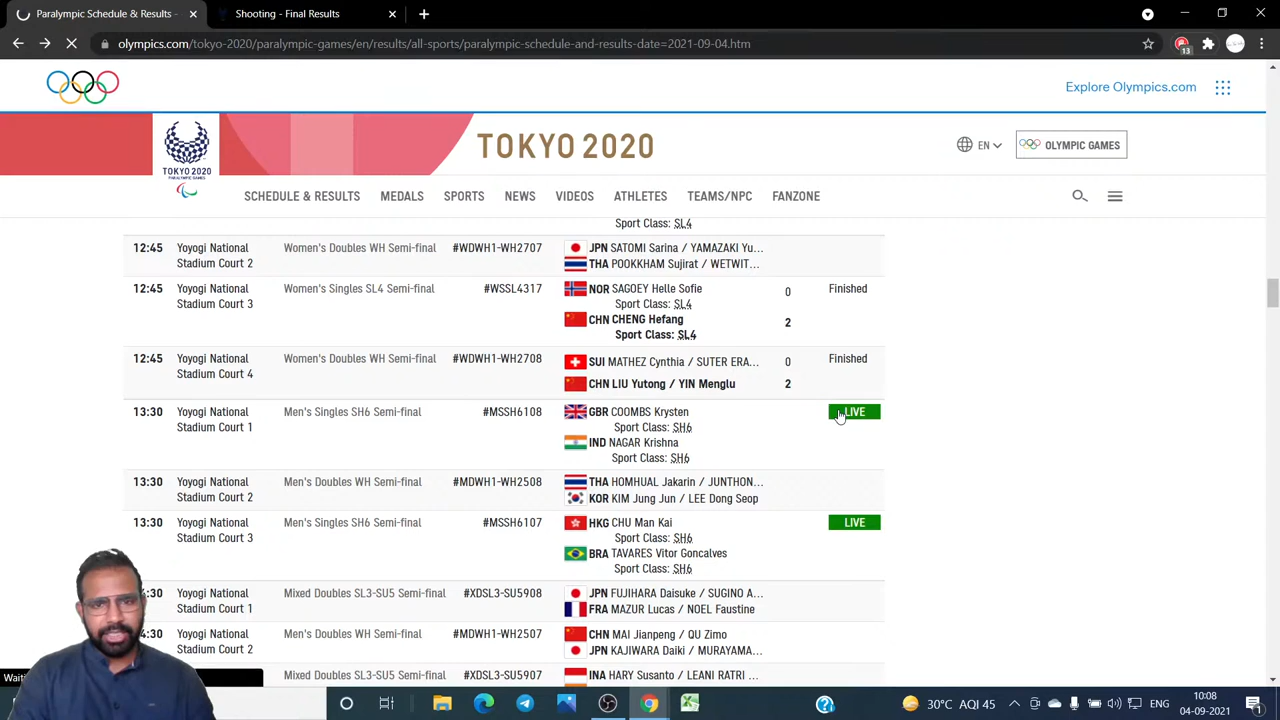 Paralympic Schedule & Results
Shooting - Final Results
olympics.com/tokyo-2020/paralympic-games/en/results/all-sports/paralympic-schedule-and-results-date=2021-09-04.htm
13
Explore Olympics.com
TOKYO 2020
PARALYMPIC GAMES
TOKYO 2020
EN
OLYMPIC GAMES
SCHEDULE & RESULTS MEDALS SPORTS NEWS VIDEOS ATHLETES TEAMS/NPC FANZONE
Sport Class: SL4
12:45 Yoyogi National Women's Doubles WH Semi-final #WDWH1-WH2707 JPN SATOMI Sarina / YAMAZAKI Yu...
Stadium Court 2 THA POOKKHAM Sujirat / WETWIT...
12:45 Yoyogi National Women's Singles SL4 Semi-final #WSSL4317 NOR SAGOEY Helle Sofie 0 Finished
Stadium Court 3 Sport Class: SL4
CHN CHENG Hefang 2
Sport Class: SL4
12:45 Yoyogi National Women's Doubles WH Semi-final #WDWH1-WH2708 SUI MATHEZ Cynthia / SUTER ERA... 0 Finished
Stadium Court 4 CHN LIU Yutong / YIN Menglu 2
13:30 Yoyogi National Men's Singles SH6 Semi-final #MSSH6108 GBR COOMBS Krysten LIVE
Stadium Court 1 Sport Class: SH6
IND NAGAR Krishna
Sport Class: SH6
13:30 Yoyogi National Men's Doubles WH Semi-final #MDWH1-WH2508 THA HOMHUAL Jakarin / JUNTHON...
Stadium Court 2 KOR KIM Jung Jun / LEE Dong Seop
13:30 Yoyogi National Men's Singles SH6 Semi-final #MSSH6107 HKG CHU Man Kai LIVE
Stadium Court 3 Sport Class: SH6
BRA TAVARES Vitor Goncalves
Sport Class: SH6
:30 Yoyogi National Mixed Doubles SL3-SU5 Semi-final #XDSL3-SU5908 JPN FUJIHARA Daisuke / SUGINO A...
Stadium Court 1 FRA MAZUR Lucas / NOEL Faustine
4:30 Yoyogi National Men's Doubles WH Semi-final #MDWH1-WH2507 CHN MAI Jianpeng / QU Zimo
Stadium Court 2 JPN KAJIWARA Daiki / MURAYAMA...
Yoyogi National Mixed Doubles SL3-SU5 Semi-final #XDSL3-SU5907 INA HARY Susanto / LEANI RATRI ...
Waiti
30°C AQI 45 ENG 10:08
04-09-2021